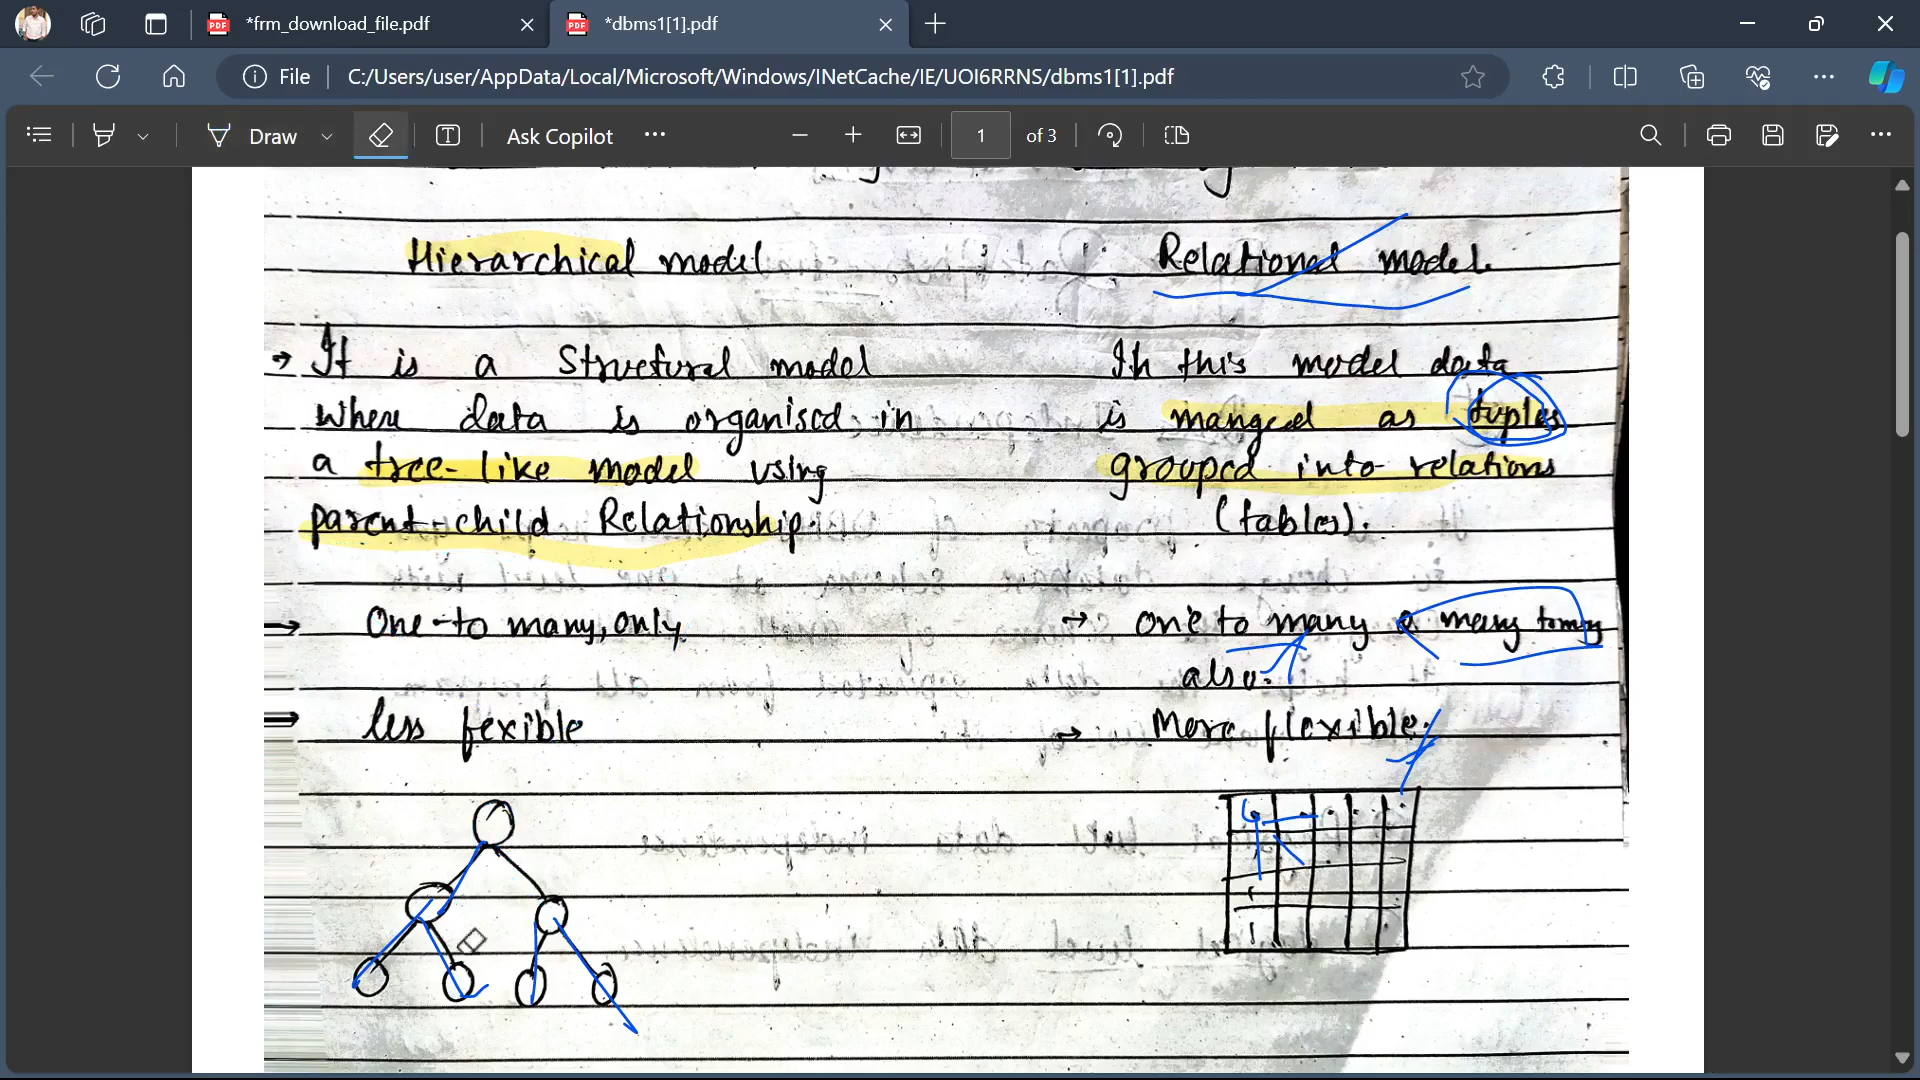 *frm_download_file.pdf
*dbms1[1].pdf
File
C:/Users/user/AppData/Local/Microsoft/Windows/INetCache/IE/UOI6RRNS/dbms1[1].pdf
Draw
Ask Copilot
1
of 3
Hierarchical model
Relational model.
→ It is a Structural model
where data is organised in
a tree-like model using
parent-child Relationship.
In this model data
is manged as tuples
grouped into relations
(tables).
→ One-to many, only
→ one to many & many to many
also.
⇒ less fexible
→ More flexible.